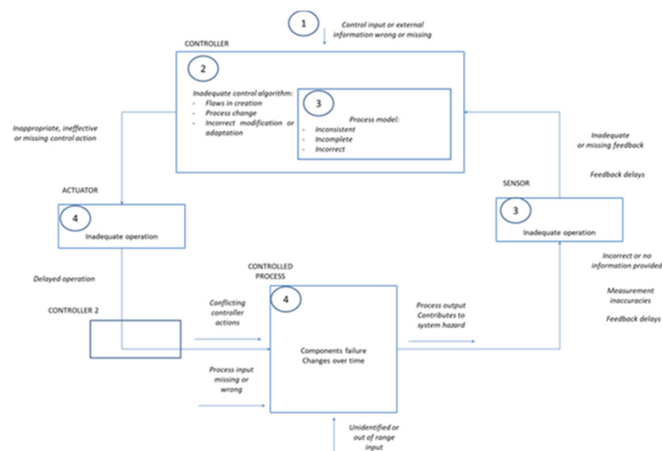 1
Control input or external
information wrong or missing
CONTROLLER
2
Inadequate control algorithm:
- Flaws in creation
- Process change
- Incorrect modification or
adaptation
3
Process model:
- Inconsistent
- Incomplete
- Incorrect
Inappropriate, ineffective
or missing control action
Inadequate
or missing feedback
Feedback delays
ACTUATOR
4
Inadequate operation
SENSOR
3
Inadequate operation
Delayed operation
CONTROLLER 2
Conflicting
controller
actions
Process input
missing or
wrong
CONTROLLED
PROCESS
4
Components failure
Changes over time
Unidentified or
out of range
input
Process output
Contributes to
system hazard
Incorrect or no
information provided
Measurement
inaccuracies
Feedback delays